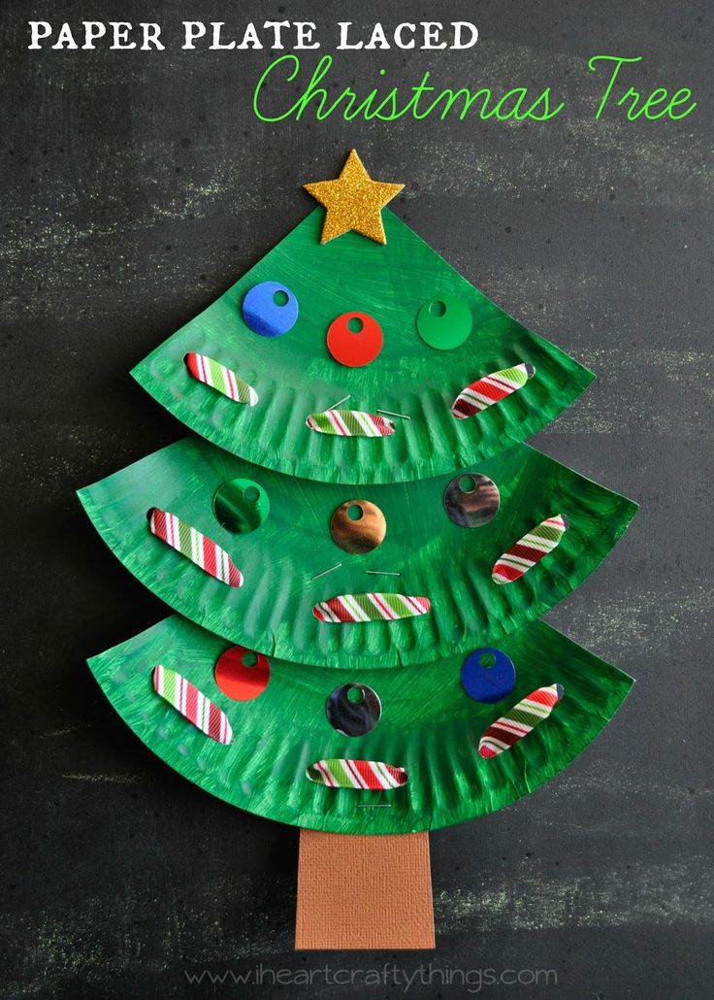 PAPER PLATE LACED
Christmas Tree
www.iheartcraftythings.com